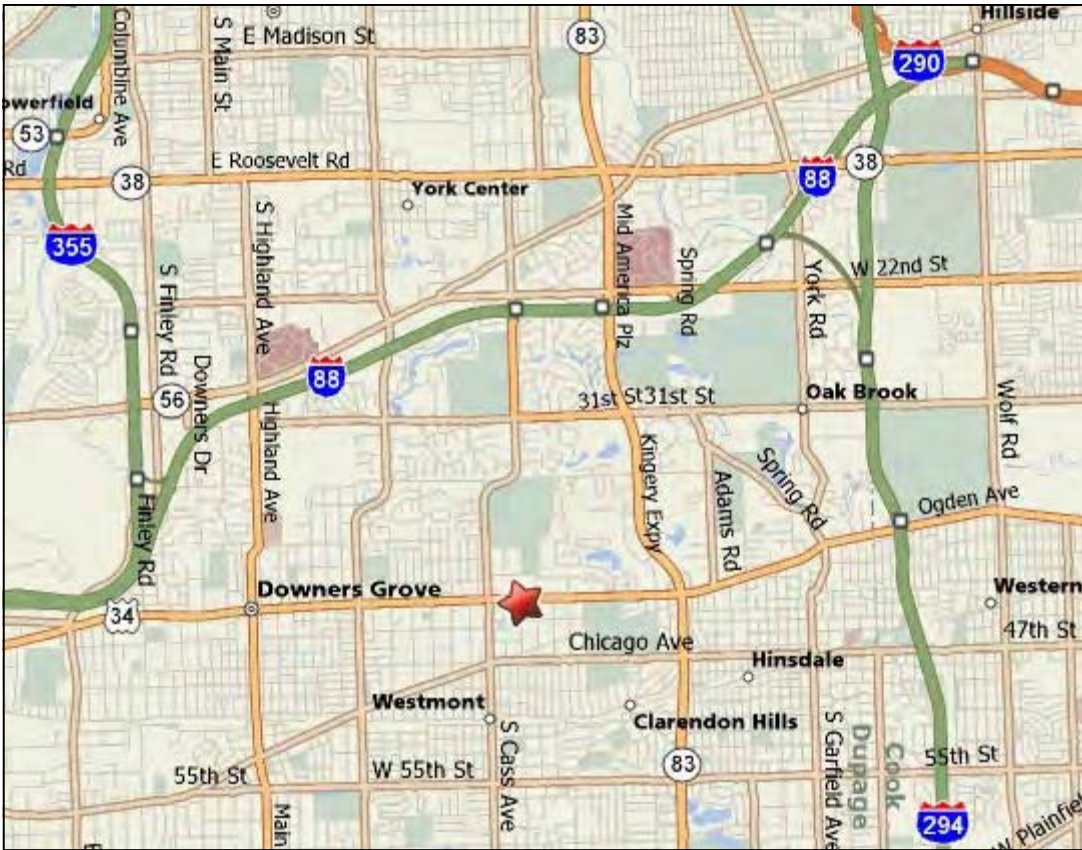 Hillside
Columbine Ave
S Main St
E Madison St
83
290
owerfield
53
Rd
38
E Roosevelt Rd
York Center
88
38
355
S Finley Rd
S Highland Ave
Mid America Plz
Spring Rd
York Rd
W 22nd St
88
56
Downers Dr
31st St
31st St
Oak Brook
Wolf Rd
Highland Ave
Kingery Expy
Adams Rd
Spring Rd
Ogden Ave
Finley Rd
34
Downers Grove
Western
47th St
Chicago Ave
Hinsdale
Westmont
Clarendon Hills
S Cass Ave
S Garfield Ave
Dupage
Cook
55th St
W 55th St
83
55th St
Main
294
W Plainfiel